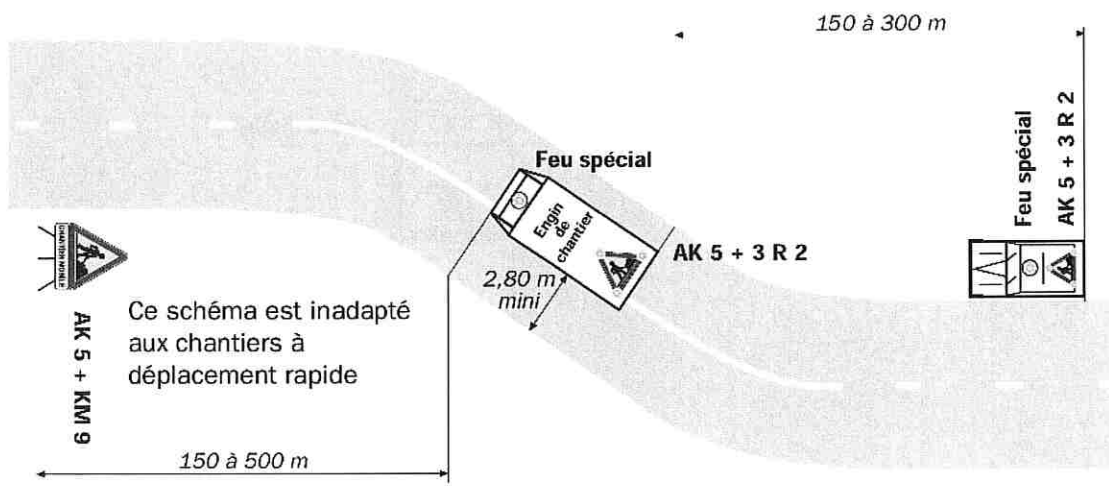 150 à 300 m
Feu spécial
Engin
de
chantier
AK 5 + 3 R 2
2,80 m
mini
Feu spécial
AK 5 + 3 R 2
CHANTIER MOBILE
AK 5 + KM 9
Ce schéma est inadapté
aux chantiers à
déplacement rapide
150 à 500 m